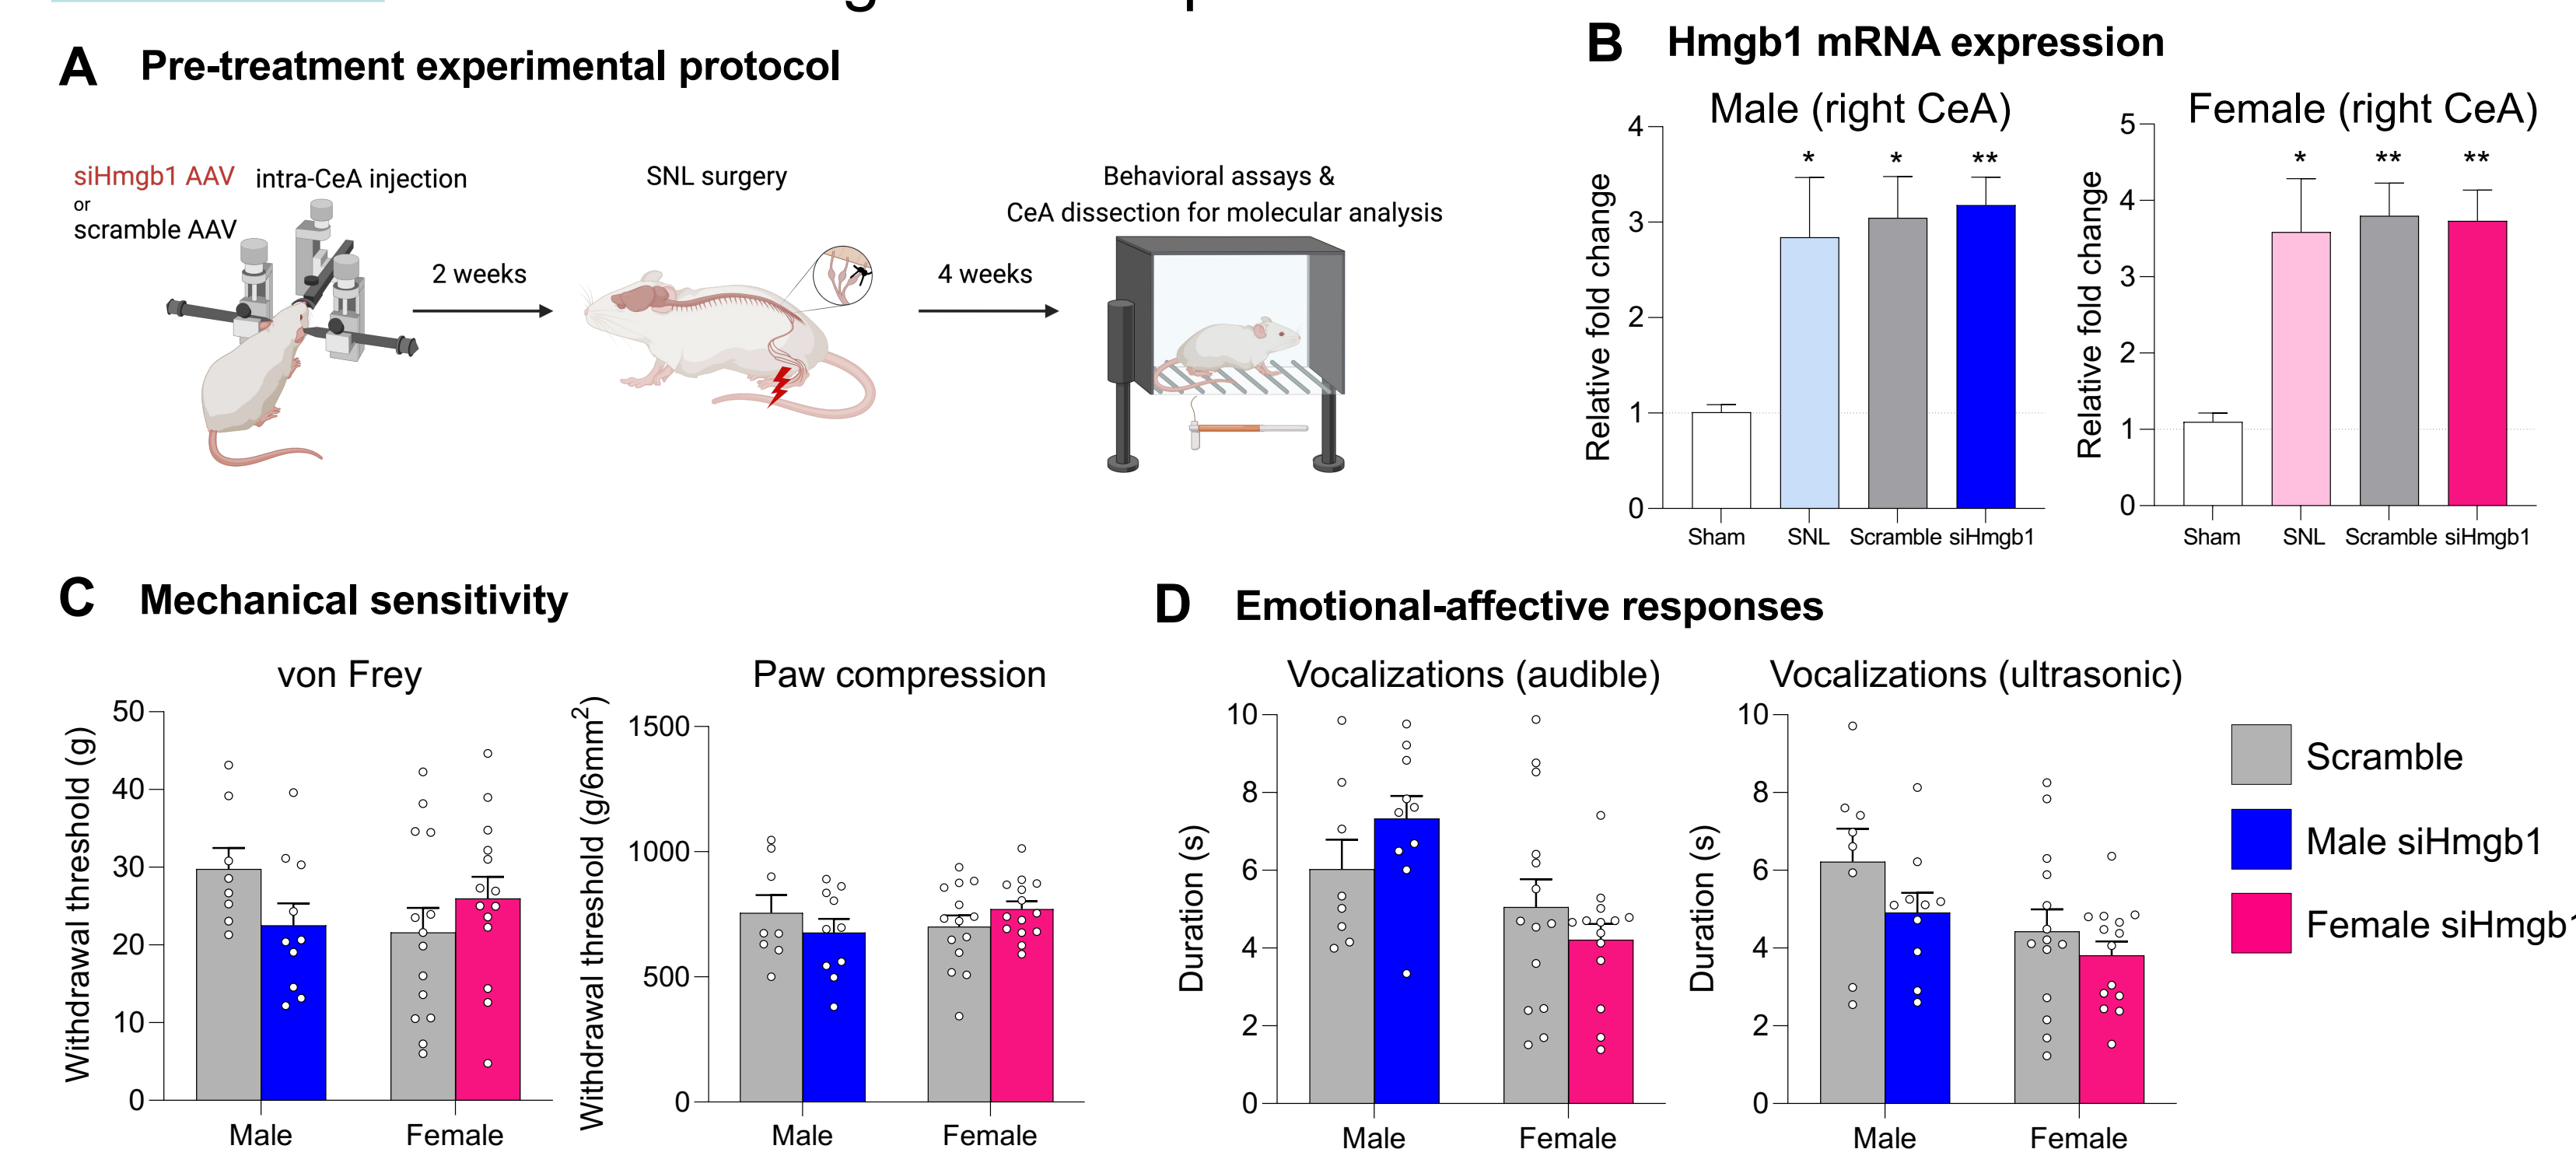 A Pre-treatment experimental protocol
siHmgb1 AAV
or
scramble AAV
intra-CeA injection
2 weeks
SNL surgery
4 weeks
Behavioral assays &
CeA dissection for molecular analysis
B Hmgb1 mRNA expression
Male (right CeA)
Relative fold change
4
3
2
1
0
* * **
Sham SNL Scramble siHmgb1
Female (right CeA)
Relative fold change
5
4
3
2
1
0
* ** **
Sham SNL Scramble siHmgb1
C Mechanical sensitivity
von Frey
Withdrawal threshold (g)
50
40
30
20
10
0
Male Female
Paw compression
Withdrawal threshold (g/6mm²)
1500
1000
500
0
Male Female
D Emotional-affective responses
Vocalizations (audible)
Duration (s)
10
8
6
4
2
0
Male Female
Vocalizations (ultrasonic)
Duration (s)
10
8
6
4
2
0
Male Female
Scramble
Male siHmgb1
Female siHmgb1